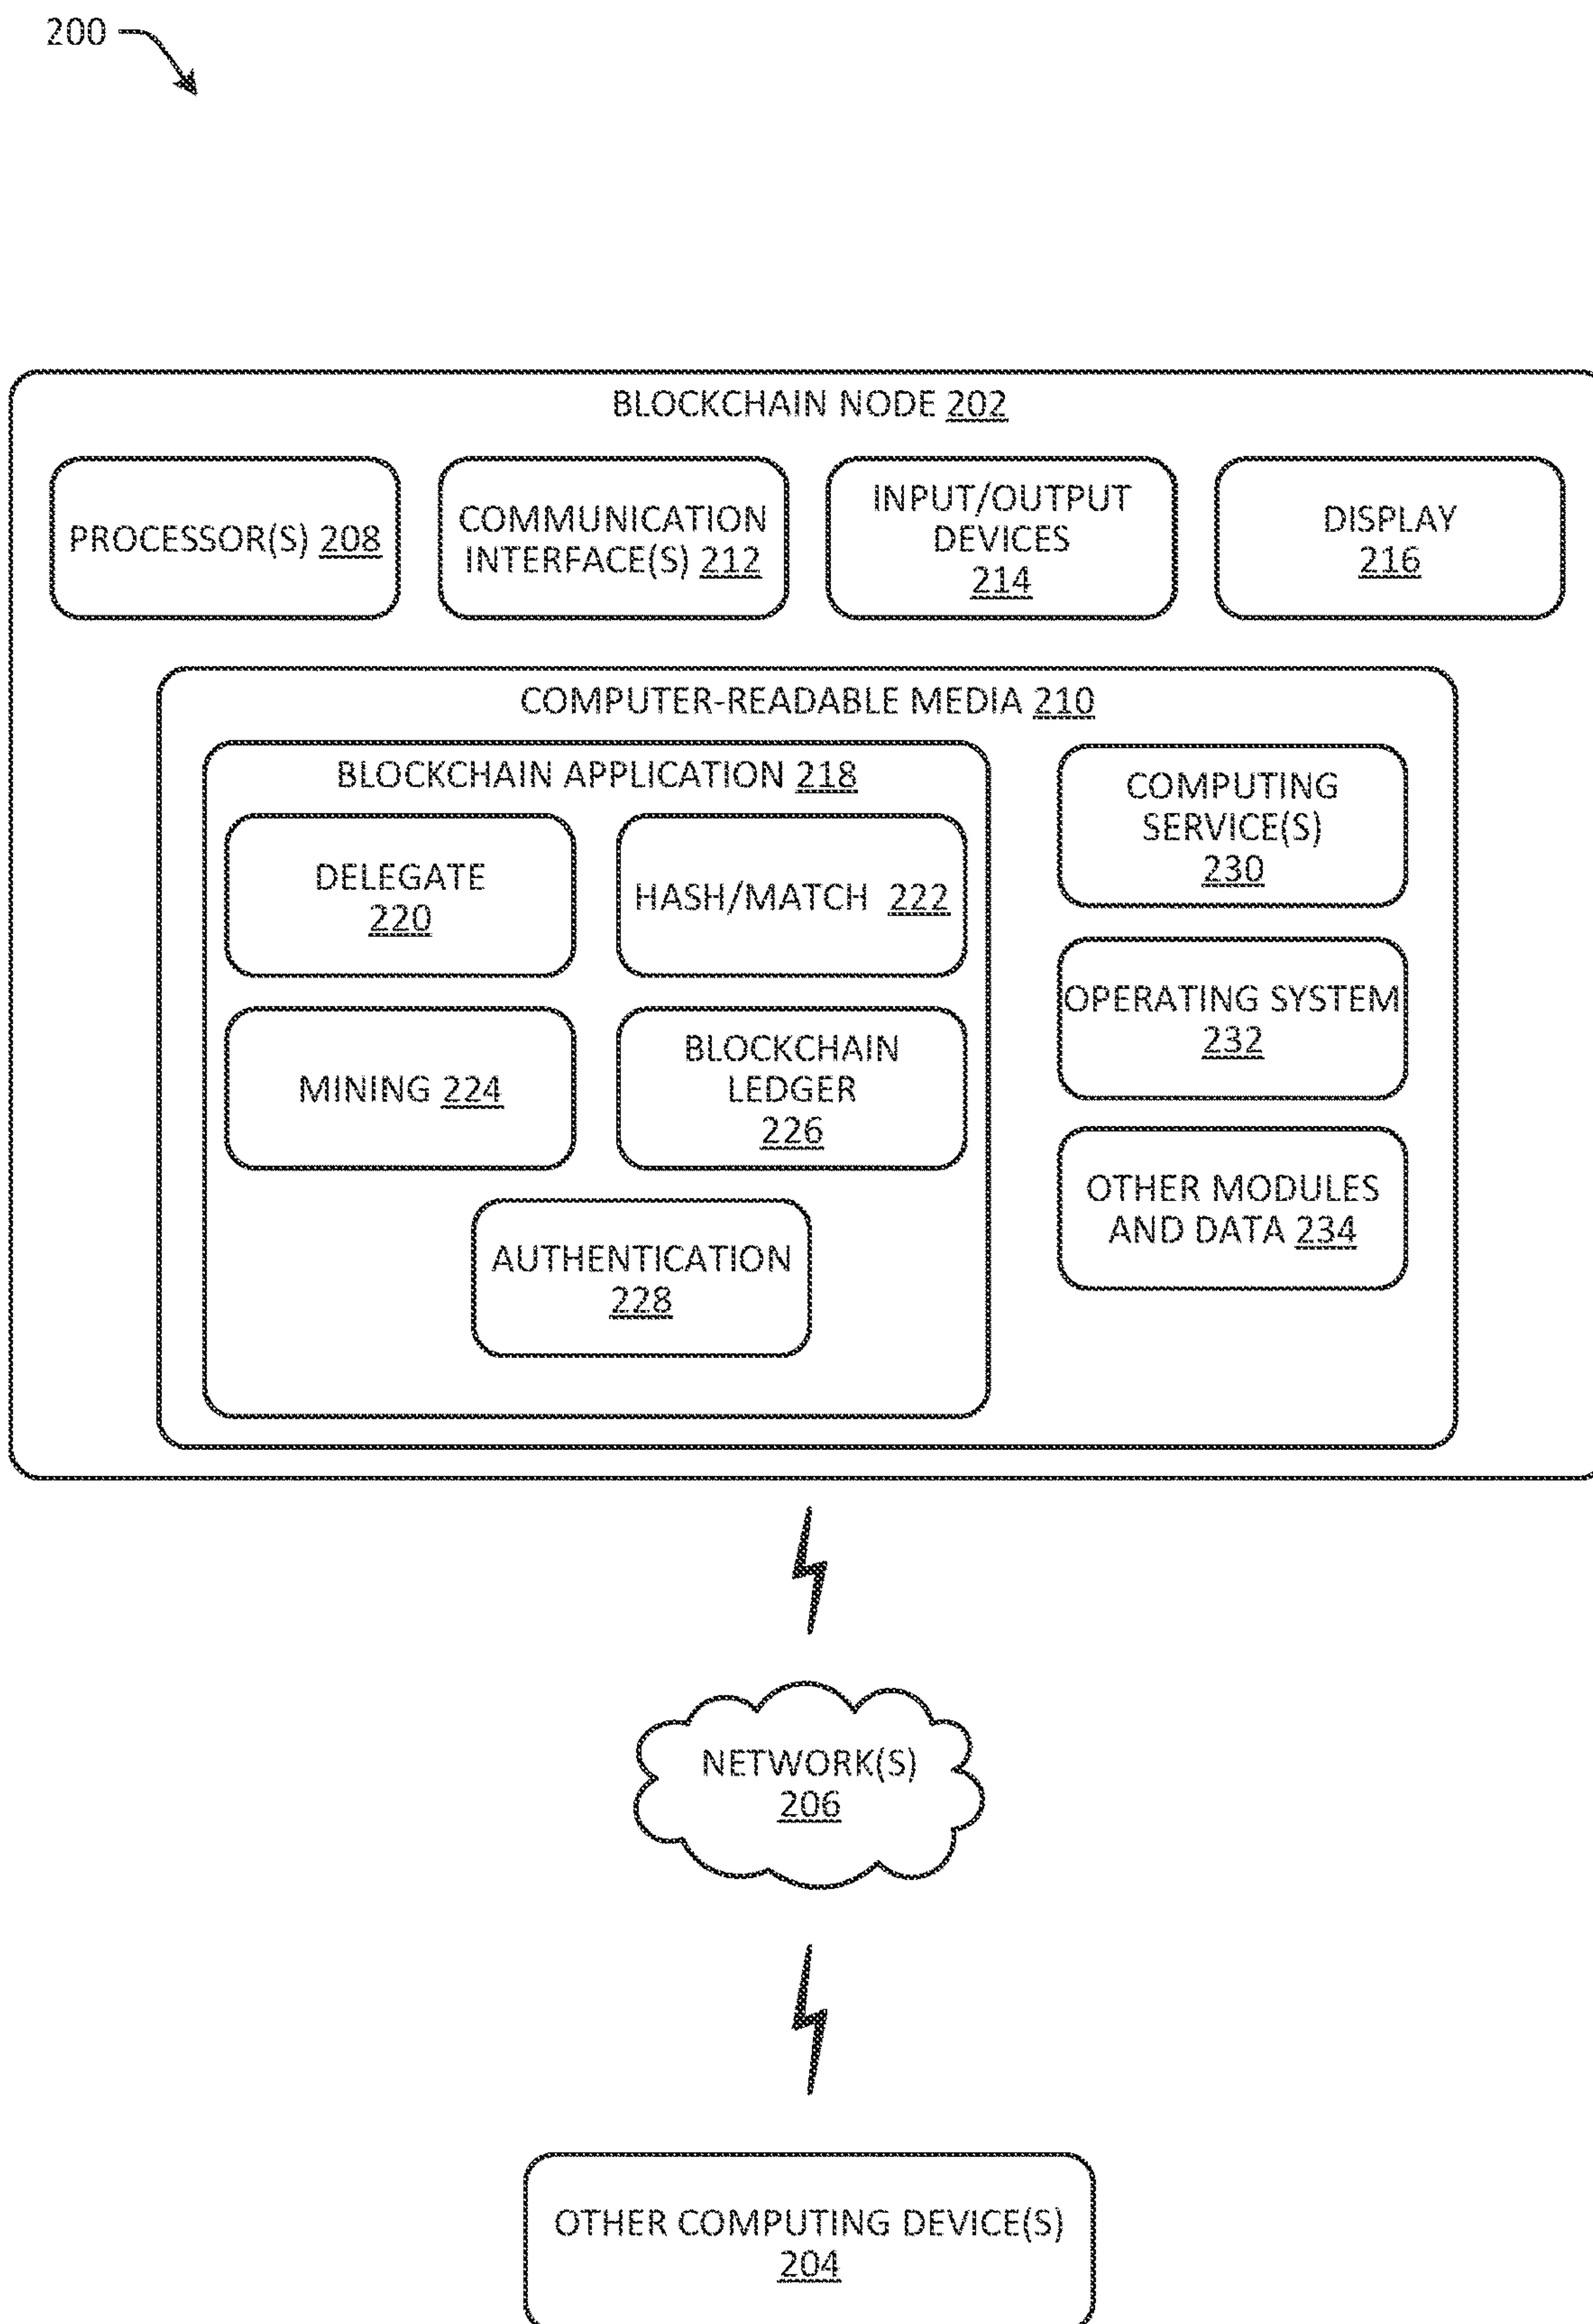 200
BLOCKCHAIN NODE 202
PROCESSOR(S) 208
COMMUNICATION
INTERFACE(S) 212
INPUT/OUTPUT
DEVICES
214
DISPLAY
216
COMPUTER-READABLE MEDIA 210
BLOCKCHAIN APPLICATION 218
DELEGATE
220
HASH/MATCH 222
MINING 224
BLOCKCHAIN
LEDGER
226
AUTHENTICATION
228
COMPUTING
SERVICE(S)
230
OPERATING SYSTEM
232
OTHER MODULES
AND DATA 234
NETWORK(S)
206
OTHER COMPUTING DEVICE(S)
204